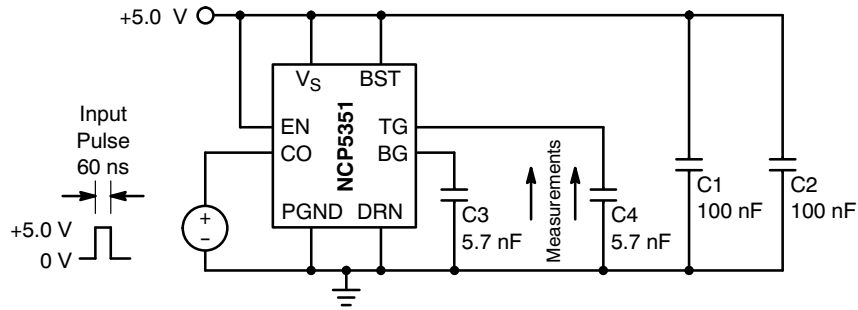 +5.0 V
VS
BST
Input
Pulse
60 ns
EN
CO
NCP5351
TG
BG
+5.0 V
0 V
+
−
PGND
DRN
C3
5.7 nF
Measurements
C4
5.7 nF
C1
100 nF
C2
100 nF